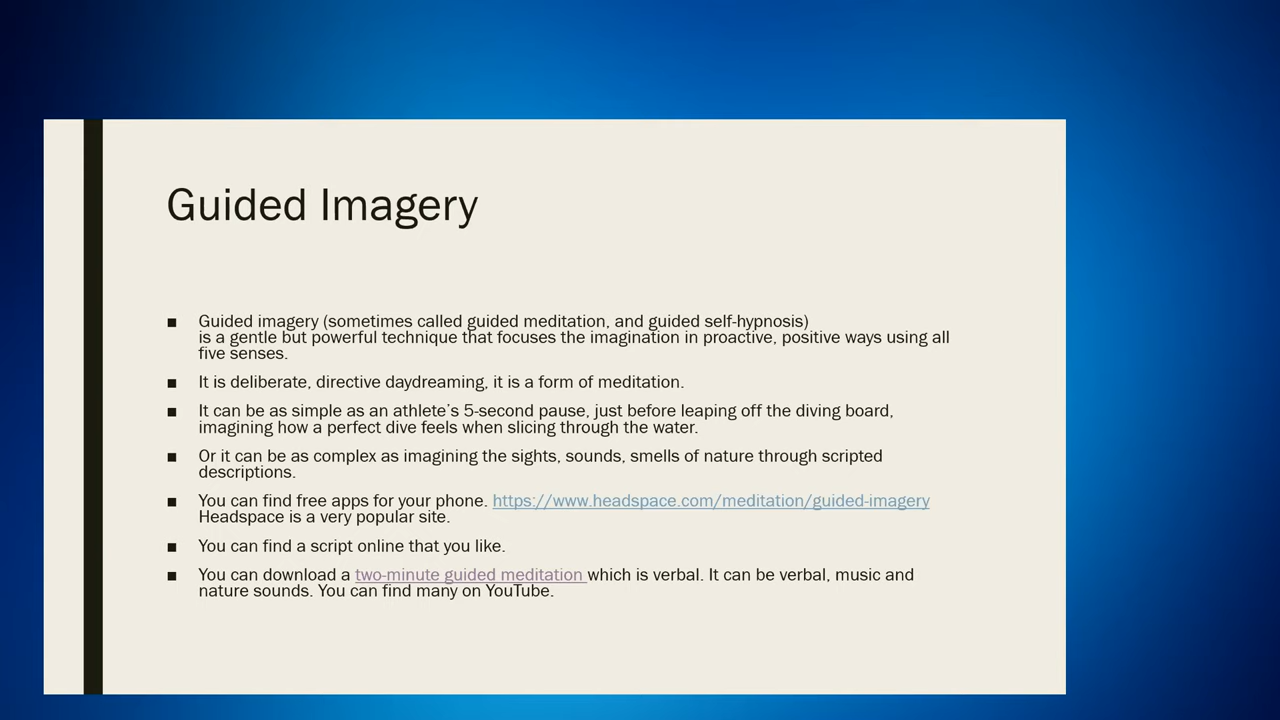 Guided Imagery
■ Guided imagery (sometimes called guided meditation, and guided self-hypnosis)
is a gentle but powerful technique that focuses the imagination in proactive, positive ways using all
five senses.
■ It is deliberate, directive daydreaming, it is a form of meditation.
■ It can be as simple as an athlete’s 5-second pause, just before leaping off the diving board,
imagining how a perfect dive feels when slicing through the water.
■ Or it can be as complex as imagining the sights, sounds, smells of nature through scripted
descriptions.
■ You can find free apps for your phone. https://www.headspace.com/meditation/guided-imagery
Headspace is a very popular site.
■ You can find a script online that you like.
■ You can download a two-minute guided meditation which is verbal. It can be verbal, music and
nature sounds. You can find many on YouTube.